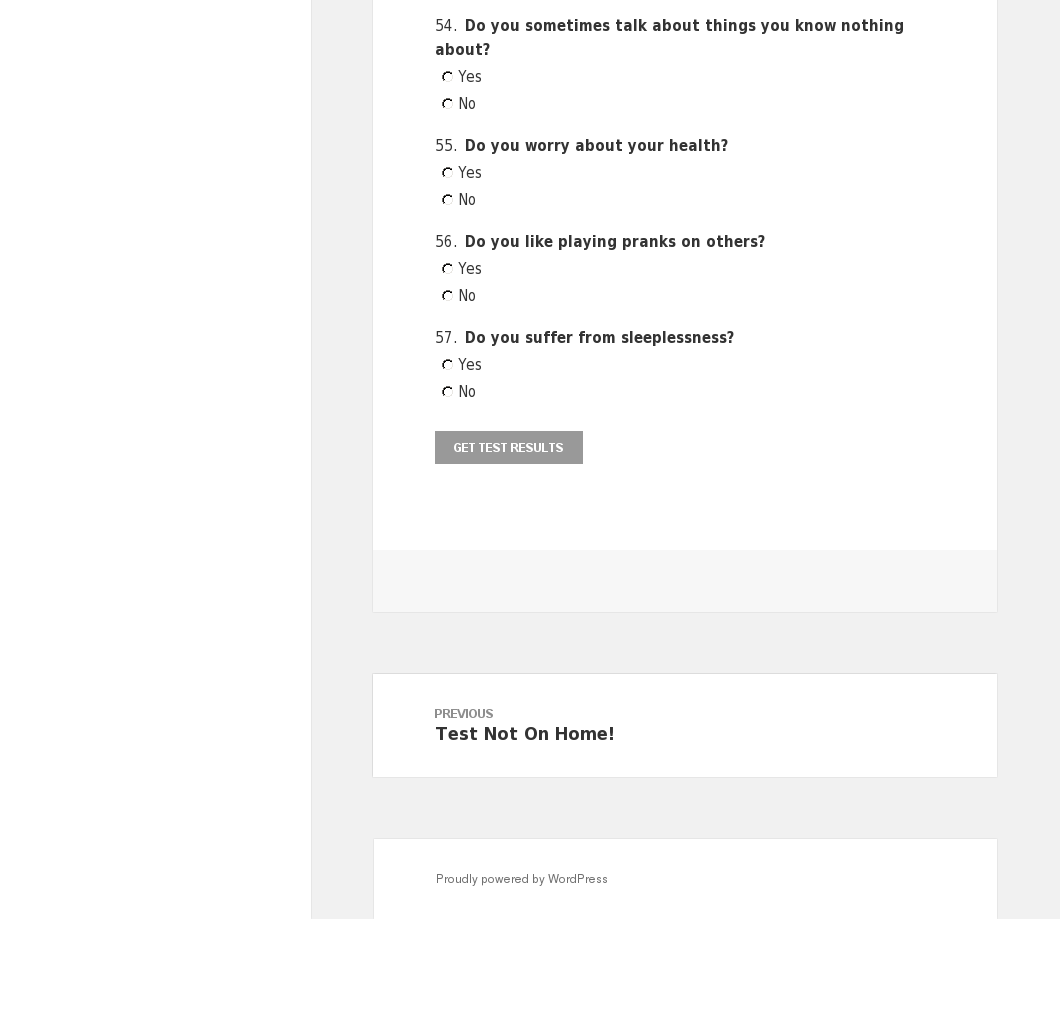 54. Do you sometimes talk about things you know nothing
about?
Yes
No
55. Do you worry about your health?
Yes
No
56. Do you like playing pranks on others?
Yes
No
57. Do you suffer from sleeplessness?
Yes
No
GET TEST RESULTS
PREVIOUS
Test Not On Home!
Proudly powered by WordPress